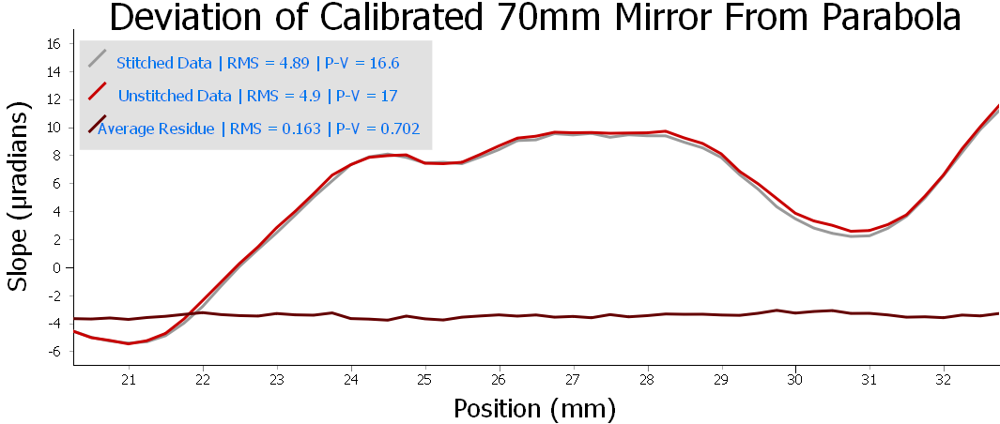 Deviation of Calibrated 70mm Mirror From Parabola
Stitched Data | RMS = 4.89 | P-V = 16.6
Unstitched Data | RMS = 4.9 | P-V = 17
Average Residue | RMS = 0.163 | P-V = 0.702
Slope (µradians)
16
14
12
10
8
6
4
2
0
-2
-4
-6
21 22 23 24 25 26 27 28 29 30 31 32
Position (mm)